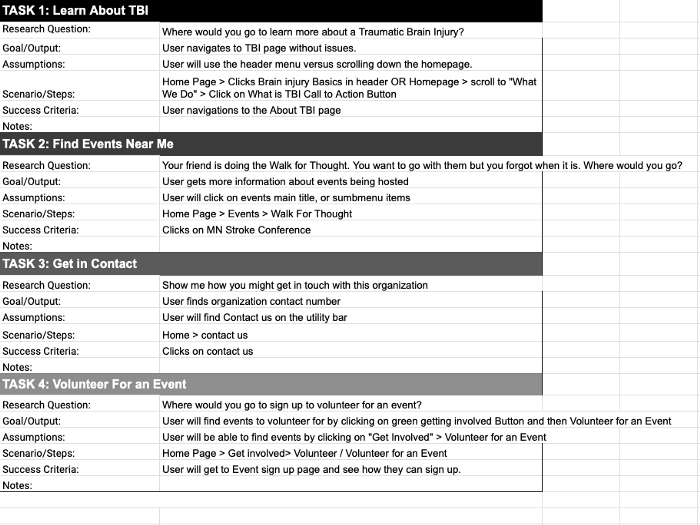 TASK 1: Learn About TBI
Research Question: Where would you go to learn more about a Traumatic Brain Injury?
Goal/Output: User navigates to TBI page without issues.
Assumptions: User will use the header menu versus scrolling down the homepage.
Home Page > Clicks Brain injury Basics in header OR Homepage > scroll to "What
Scenario/Steps: We Do" > Click on What is TBI Call to Action Button
Success Criteria: User navigations to the About TBI page
Notes:
TASK 2: Find Events Near Me
Research Question: Your friend is doing the Walk for Thought. You want to go with them but you forgot when it is. Where would you go?
Goal/Output: User gets more information about events being hosted
Assumptions: User will click on events main title, or sumbmenu items
Scenario/Steps: Home Page > Events > Walk For Thought
Success Criteria: Clicks on MN Stroke Conference
Notes:
TASK 3: Get in Contact
Research Question: Show me how you might get in touch with this organization
Goal/Output: User finds organization contact number
Assumptions: User will find Contact us on the utility bar
Scenario/Steps: Home > contact us
Success Criteria: Clicks on contact us
Notes:
TASK 4: Volunteer For an Event
Research Question: Where would you go to sign up to volunteer for an event?
Goal/Output: User will find events to volunteer for by clicking on green getting involved Button and then Volunteer for an Event
Assumptions: User will be able to find events by clicking on "Get Involved" > Volunteer for an Event
Scenario/Steps: Home Page > Get involved> Volunteer / Volunteer for an Event
Success Criteria: User will get to Event sign up page and see how they can sign up.
Notes: